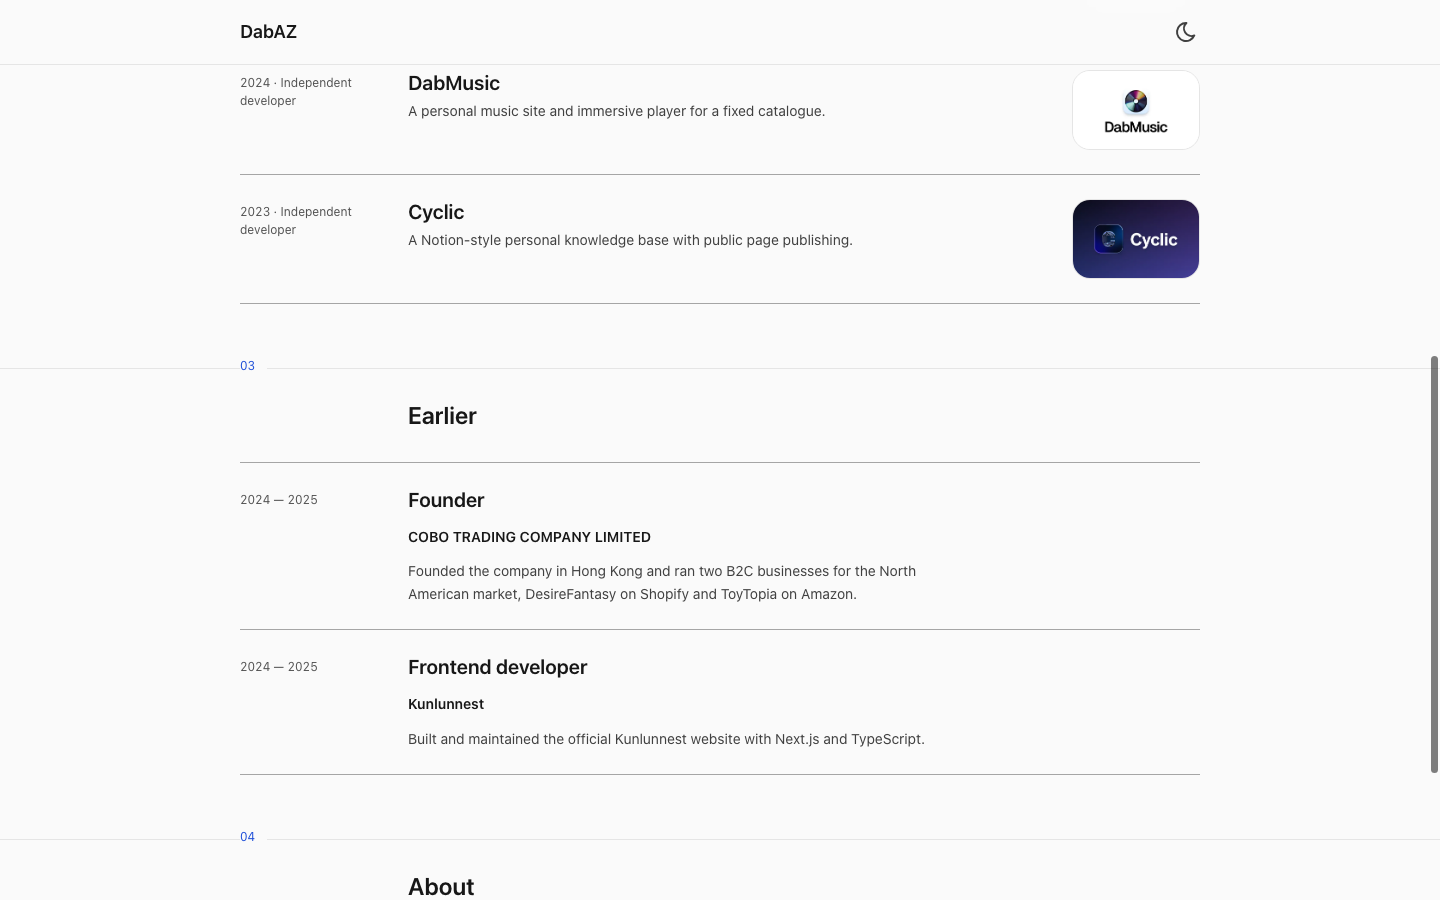 DabAZ
2024 · Independent
developer
DabMusic
A personal music site and immersive player for a fixed catalogue.
DabMusic
2023 · Independent
developer
Cyclic
A Notion-style personal knowledge base with public page publishing.
Cyclic
03
Earlier
2024 — 2025
Founder
COBO TRADING COMPANY LIMITED
Founded the company in Hong Kong and ran two B2C businesses for the North
American market, DesireFantasy on Shopify and ToyTopia on Amazon.
2024 — 2025
Frontend developer
Kunlunnest
Built and maintained the official Kunlunnest website with Next.js and TypeScript.
04
About